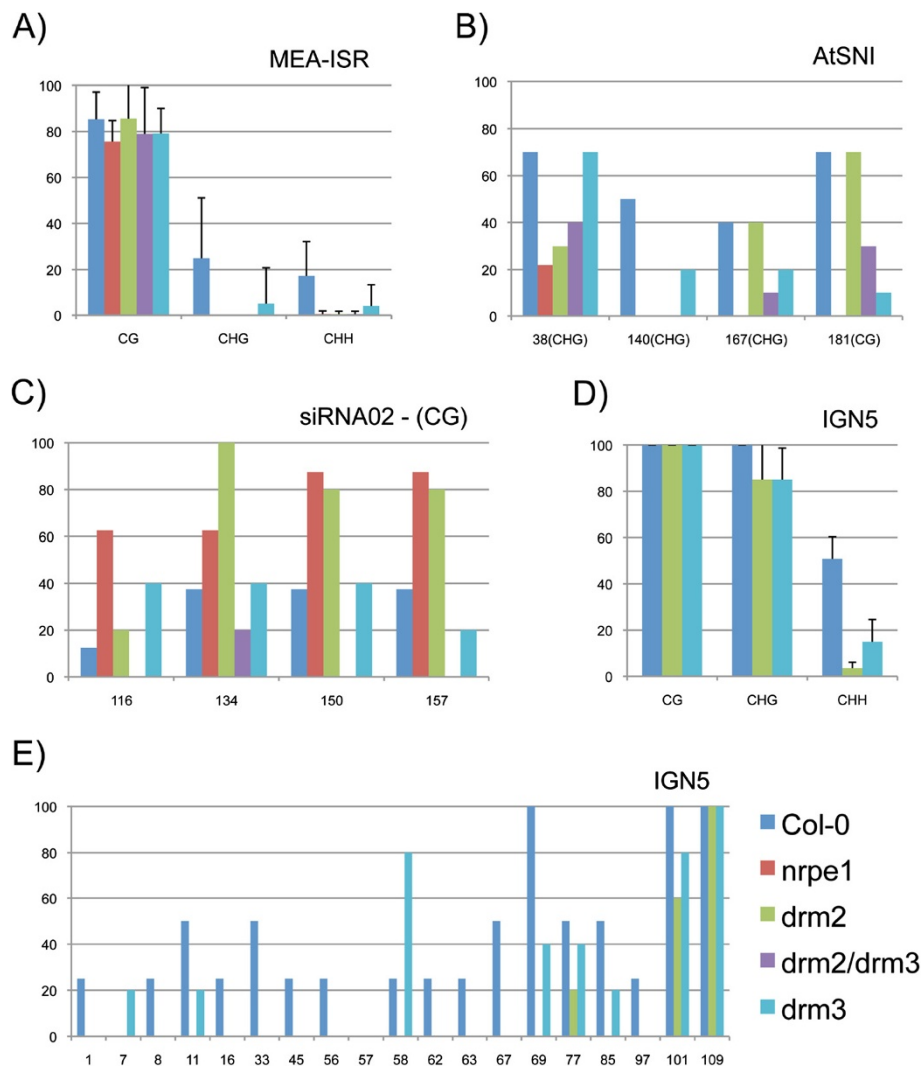 A)
MEA-ISR
100
80
60
40
20
0
CG CHG CHH
B)
AtSNI
100
80
60
40
20
0
38(CHG) 140(CHG) 167(CHG) 181(CG)
C)
siRNA02 - (CG)
100
80
60
40
20
0
116 134 150 157
D)
IGN5
100
80
60
40
20
0
CG CHG CHH
E)
IGN5
100
80
60
40
20
0
1 7 8 11 16 33 45 56 57 58 62 63 67 69 77 85 97 101 109
Col-0
nrpe1
drm2
drm2/drm3
drm3